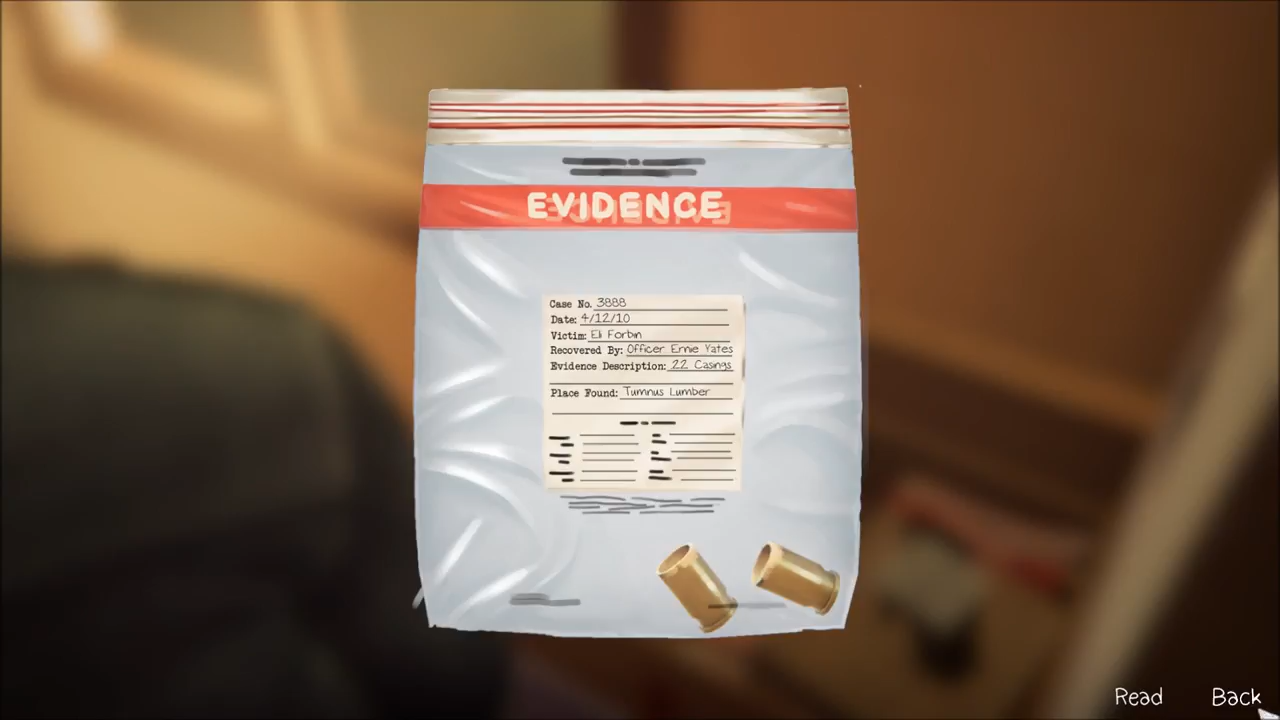 EVIDENCE
Case No. 3888
Date: 4/12/10
Victim: Eli Forbin
Recovered By: Officer Ernie Yates
Evidence Description: .22 Casings
Place Found: Tumnus Lumber
Read Back